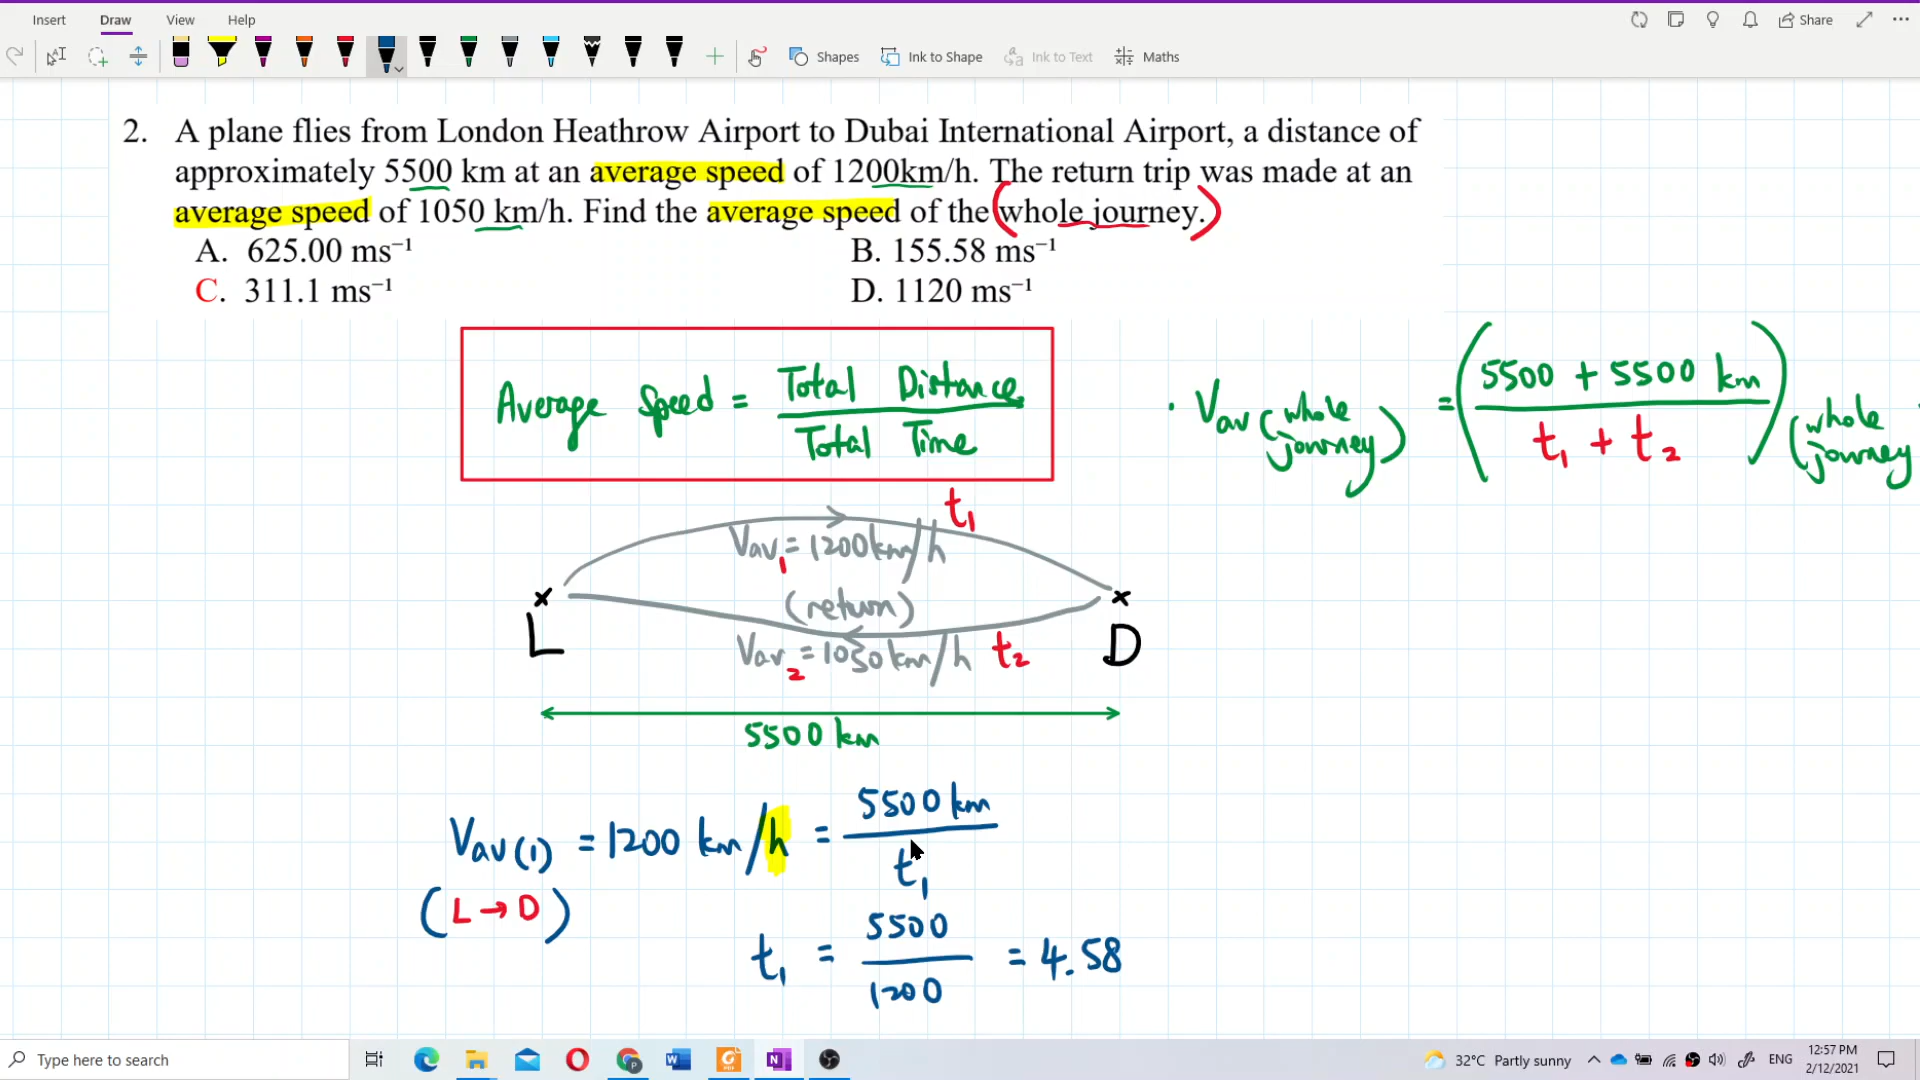 Insert Draw View Help
Share
Shapes Ink to Shape Ink to Text Maths
2. A plane flies from London Heathrow Airport to Dubai International Airport, a distance of
approximately 5500 km at an average speed of 1200km/h. The return trip was made at an
average speed of 1050 km/h. Find the average speed of the (whole journey.)
A. 625.00 ms⁻¹ B. 155.58 ms⁻¹
C. 311.1 ms⁻¹ D. 1120 ms⁻¹
Average Speed = Total Distance / Total Time
. Vav (whole journey) = (5500 + 5500 km / t₁ + t₂) (whole journey
t₁
Vav₁ = 1200km/h
x x
(return)
L D
Vav₂ = 1050km/h t₂
5500 km
Vav(1) = 1200 km/h = 5500 km / t₁
(L → D)
t₁ = 5500 / 1200 = 4.58
Type here to search
32°C Partly sunny ENG 12:57 PM
2/12/2021